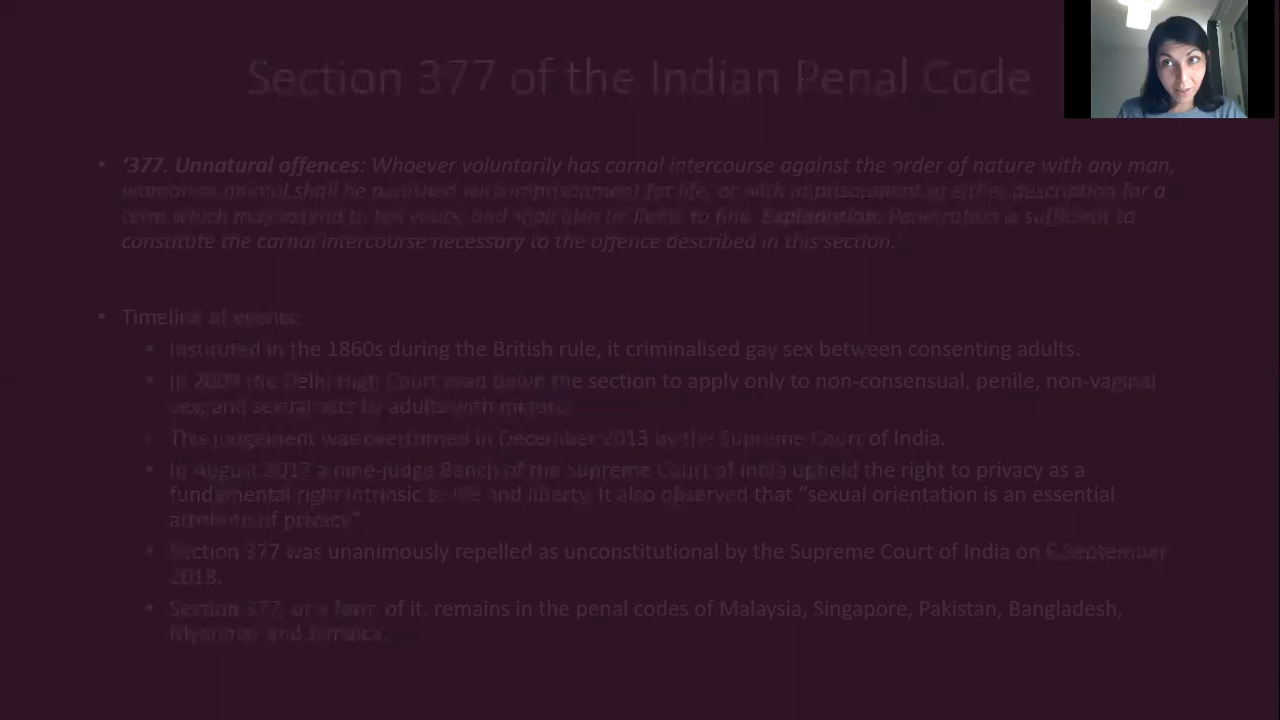 Section 377 of the Indian Penal Code
• ‘377. Unnatural offences: Whoever voluntarily has carnal intercourse against the order of nature with any man,
woman or animal shall be punished with imprisonment for life, or with imprisonment of either description for a
term which may extend to ten years, and shall also be liable to fine. Explanation. Penetration is sufficient to
constitute the carnal intercourse necessary to the offence described in this section.’
• Timeline of events:
• Instituted in the 1860s during the British rule, it criminalised gay sex between consenting adults.
• In 2009 the Delhi High Court read down the section to apply only to non-consensual, penile, non-vaginal
sex, and sexual acts by adults with minors.
• This judgement was overturned in December 2013 by the Supreme Court of India.
• In August 2017 a nine-judge Bench of the Supreme Court of India upheld the right to privacy as a
fundamental right intrinsic to life and liberty. It also observed that “sexual orientation is an essential
attribute of privacy”.
• Section 377 was unanimously repelled as unconstitutional by the Supreme Court of India on 6 September
2018.
• Section 377, or a form of it, remains in the penal codes of Malaysia, Singapore, Pakistan, Bangladesh,
Myanmar and Jamaica.